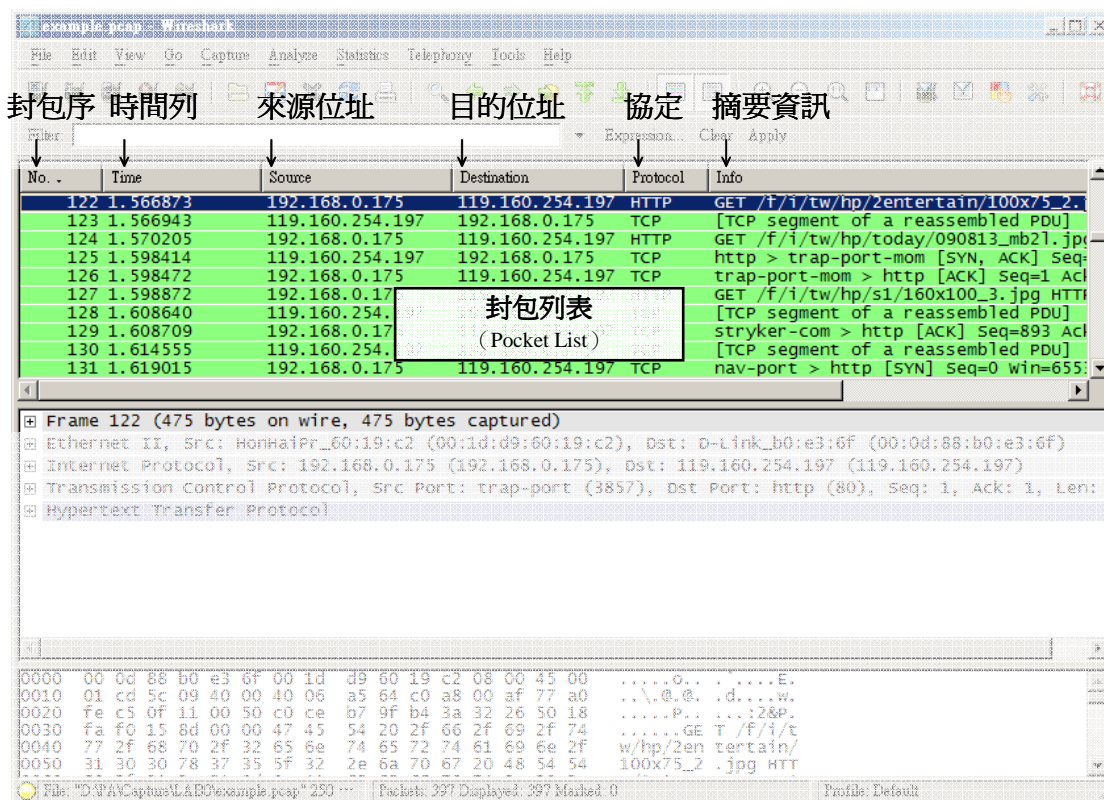 example.pcap - Wireshark
File Edit View Go Capture Analyze Statistics Telephony Tools Help
封包序 時間列 來源位址 目的位址 協定 摘要資訊
Filter: Expression... Clear Apply
No. . Time Source Destination Protocol Info
122 1.566873 192.168.0.175 119.160.254.197 HTTP GET /f/i/tw/hp/2entertain/100x75_2.
123 1.566943 119.160.254.197 192.168.0.175 TCP [TCP segment of a reassembled PDU]
124 1.570205 192.168.0.175 119.160.254.197 HTTP GET /f/i/tw/hp/today/090813_mb2l.jpg
125 1.598414 119.160.254.197 192.168.0.175 TCP http > trap-port-mom [SYN, ACK] Seq=
126 1.598472 192.168.0.175 119.160.254.197 TCP trap-port-mom > http [ACK] Seq=1 Ack
127 1.598872 192.168.0.17 GET /f/i/tw/hp/s1/160x100_3.jpg HTTP
128 1.608640 119.160.254. [TCP segment of a reassembled PDU]
129 1.608709 192.168.0.17 stryker-com > http [ACK] Seq=893 Ack
130 1.614555 119.160.254. [TCP segment of a reassembled PDU]
131 1.619015 192.168.0.175 119.160.254.197 TCP nav-port > http [SYN] Seq=0 Win=655
封包列表
（Pocket List）
Frame 122 (475 bytes on wire, 475 bytes captured)
Ethernet II, Src: HonHaiPr_60:19:c2 (00:1d:d9:60:19:c2), Dst: D-Link_b0:e3:6f (00:0d:88:b0:e3:6f)
Internet Protocol, Src: 192.168.0.175 (192.168.0.175), Dst: 119.160.254.197 (119.160.254.197)
Transmission Control Protocol, Src Port: trap-port (3857), Dst Port: http (80), Seq: 1, Ack: 1, Len:
Hypertext Transfer Protocol
0000 00 0d 88 b0 e3 6f 00 1d d9 60 19 c2 08 00 45 00 .....o.. .`....E.
0010 01 cd 5c 09 40 00 40 06 a5 64 c0 a8 00 af 77 a0 ..\.@.@. .d....w.
0020 fe c5 0f 11 00 50 c0 ce b7 9f b4 3a 32 26 50 18 .....P.. ...:2&P.
0030 fa f0 15 8d 00 00 47 45 54 20 2f 66 2f 69 2f 74 ......GE T /f/i/t
0040 77 2f 68 70 2f 32 65 6e 74 65 72 74 61 69 6e 2f w/hp/2en tertain/
0050 31 30 30 78 37 35 5f 32 2e 6a 70 67 20 48 54 54 100x75_2 .jpg HTT
File: "D:\PA\Capture\LAB0\example.pcap" 250 ... Packets: 397 Displayed: 397 Marked: 0 Profile: Default